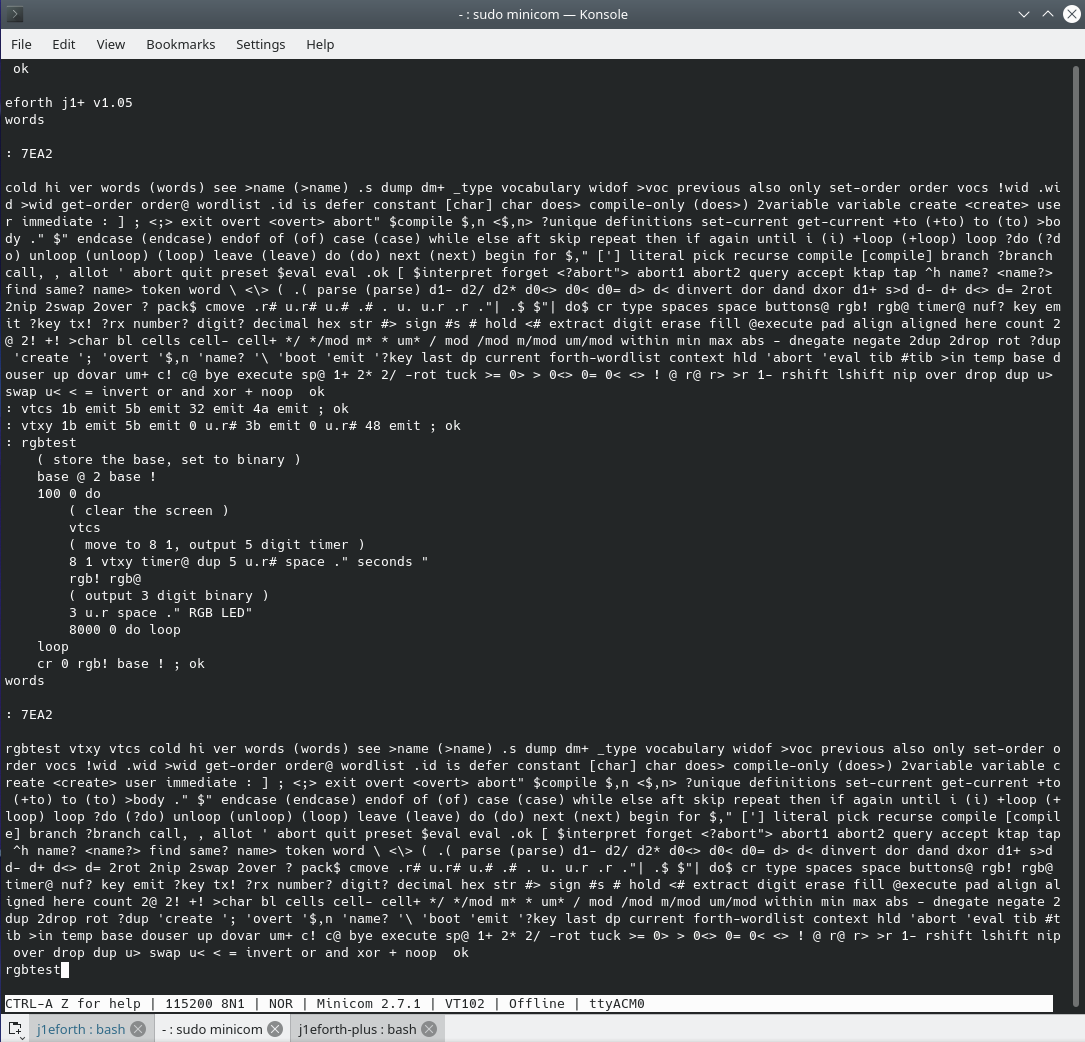 - : sudo minicom — Konsole
File Edit View Bookmarks Settings Help
ok
eforth j1+ v1.05
words
: 7EA2
cold hi ver words (words) see >name (>name) .s dump dm+ _type vocabulary widof >voc previous also only set-order order vocs !wid .wi
d >wid get-order order@ wordlist .id is defer constant [char] char does> compile-only (does>) 2variable variable create <create> use
r immediate : ] ; <;> exit overt <overt> abort" $compile $,n <$,n> ?unique definitions set-current get-current +to (+to) to (to) >bo
dy ." $" endcase (endcase) endof of (of) case (case) while else aft skip repeat then if again until i (i) +loop (+loop) loop ?do (?d
o) unloop (unloop) (loop) leave (leave) do (do) next (next) begin for $," ['] literal pick recurse compile [compile] branch ?branch
call, , allot ' abort quit preset $eval eval .ok [ $interpret forget <?abort"> abort1 abort2 query accept ktap tap ^h name? <name?>
find same? name> token word \ <\> ( .( parse (parse) d1- d2/ d2* d0<> d0< d0= d> d< dinvert dor dand dxor d1+ s>d d- d+ d<> d= 2rot
2nip 2swap 2over ? pack$ cmove .r# u.r# u.# .# . u. u.r .r ."| .$ $"| do$ cr type spaces space buttons@ rgb! rgb@ timer@ nuf? key em
it ?key tx! ?rx number? digit? decimal hex str #> sign #s # hold <# extract digit erase fill @execute pad align aligned here count 2
@ 2! +! >char bl cells cell- cell+ */ */mod m* * um* / mod /mod m/mod um/mod within min max abs - dnegate negate 2dup 2drop rot ?dup
'create '; 'overt '$,n 'name? '\ 'boot 'emit '?key last dp current forth-wordlist context hld 'abort 'eval tib #tib >in temp base d
ouser up dovar um+ c! c@ bye execute sp@ 1+ 2* 2/ -rot tuck >= 0> > 0<> 0= 0< <> ! @ r@ r> >r 1- rshift lshift nip over drop dup u>
swap u< < = invert or and xor + noop  ok
: vtcs 1b emit 5b emit 32 emit 4a emit ; ok
: vtxy 1b emit 5b emit 0 u.r# 3b emit 0 u.r# 48 emit ; ok
: rgbtest
( store the base, set to binary )
base @ 2 base !
100 0 do
( clear the screen )
vtcs
( move to 8 1, output 5 digit timer )
8 1 vtxy timer@ dup 5 u.r# space ." seconds "
rgb! rgb@
( output 3 digit binary )
3 u.r space ." RGB LED"
8000 0 do loop
loop
cr 0 rgb! base ! ; ok
words
: 7EA2
rgbtest vtxy vtcs cold hi ver words (words) see >name (>name) .s dump dm+ _type vocabulary widof >voc previous also only set-order o
rder vocs !wid .wid >wid get-order order@ wordlist .id is defer constant [char] char does> compile-only (does>) 2variable variable c
reate <create> user immediate : ] ; <;> exit overt <overt> abort" $compile $,n <$,n> ?unique definitions set-current get-current +to
(+to) to (to) >body ." $" endcase (endcase) endof of (of) case (case) while else aft skip repeat then if again until i (i) +loop (+
loop) loop ?do (?do) unloop (unloop) (loop) leave (leave) do (do) next (next) begin for $," ['] literal pick recurse compile [compil
e] branch ?branch call, , allot ' abort quit preset $eval eval .ok [ $interpret forget <?abort"> abort1 abort2 query accept ktap tap
^h name? <name?> find same? name> token word \ <\> ( .( parse (parse) d1- d2/ d2* d0<> d0< d0= d> d< dinvert dor dand dxor d1+ s>d
d- d+ d<> d= 2rot 2nip 2swap 2over ? pack$ cmove .r# u.r# u.# .# . u. u.r .r ."| .$ $"| do$ cr type spaces space buttons@ rgb! rgb@
timer@ nuf? key emit ?key tx! ?rx number? digit? decimal hex str #> sign #s # hold <# extract digit erase fill @execute pad align al
igned here count 2@ 2! +! >char bl cells cell- cell+ */ */mod m* * um* / mod /mod m/mod um/mod within min max abs - dnegate negate 2
dup 2drop rot ?dup 'create '; 'overt '$,n 'name? '\ 'boot 'emit '?key last dp current forth-wordlist context hld 'abort 'eval tib #t
ib >in temp base douser up dovar um+ c! c@ bye execute sp@ 1+ 2* 2/ -rot tuck >= 0> > 0<> 0= 0< <> ! @ r@ r> >r 1- rshift lshift nip
over drop dup u> swap u< < = invert or and xor + noop  ok
rgbtest
CTRL-A Z for help | 115200 8N1 | NOR | Minicom 2.7.1 | VT102 | Offline | ttyACM0
j1eforth : bash - : sudo minicom j1eforth-plus : bash